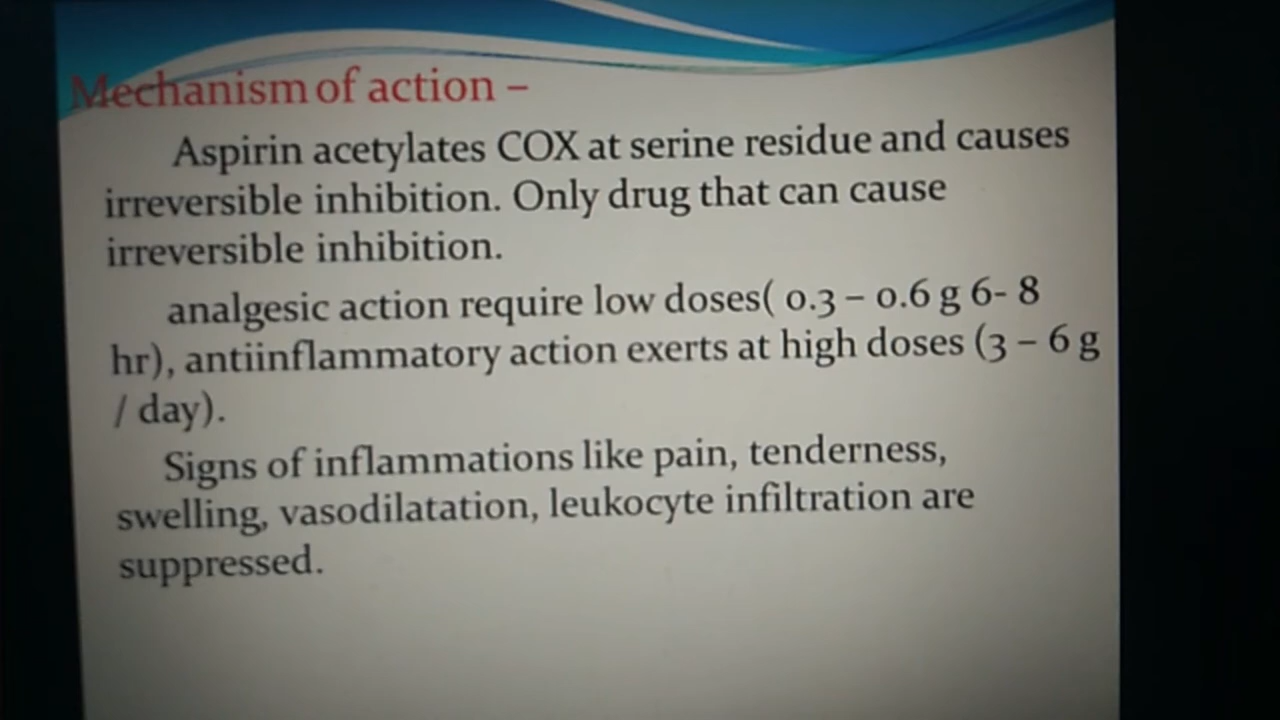 Mechanism of action –
Aspirin acetylates COX at serine residue and causes
irreversible inhibition. Only drug that can cause
irreversible inhibition.
analgesic action require low doses( 0.3 – 0.6 g 6- 8
hr), antiinflammatory action exerts at high doses (3 – 6 g
/ day).
Signs of inflammations like pain, tenderness,
swelling, vasodilatation, leukocyte infiltration are
suppressed.